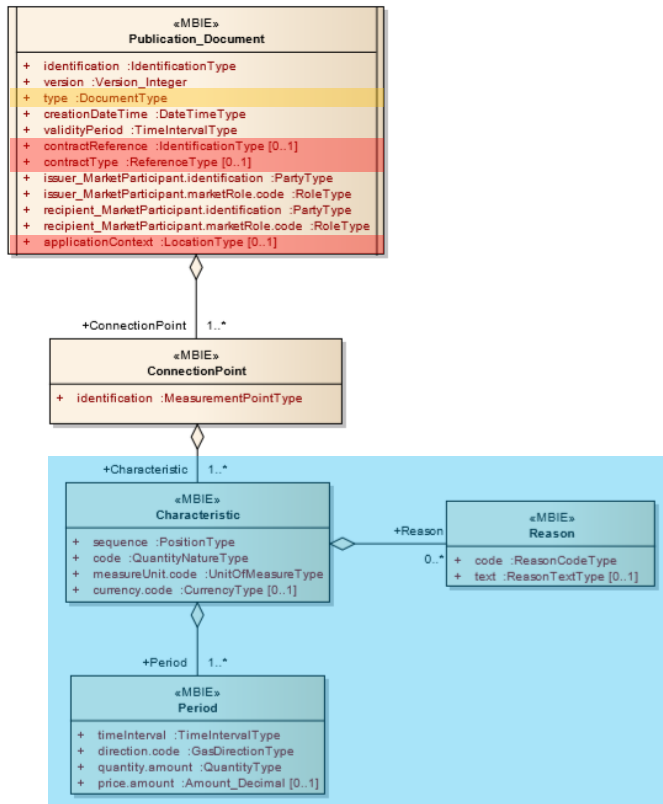 «MBIE»
Publication_Document
+ identification :IdentificationType
+ version :Version_Integer
+ type :DocumentType
+ creationDateTime :DateTimeType
+ validityPeriod :TimeIntervalType
+ contractReference :IdentificationType [0..1]
+ contractType :ReferenceType [0..1]
+ issuer_MarketParticipant.identification :PartyType
+ issuer_MarketParticipant.marketRole.code :RoleType
+ recipient_MarketParticipant.identification :PartyType
+ recipient_MarketParticipant.marketRole.code :RoleType
+ applicationContext :LocationType [0..1]
+ConnectionPoint 1..*
«MBIE»
ConnectionPoint
+ identification :MeasurementPointType
+Characteristic 1..*
«MBIE»
Characteristic
+ sequence :PositionType
+ code :QuantityNatureType
+ measureUnit.code :UnitOfMeasureType
+ currency.code :CurrencyType [0..1]
+Reason
0..*
«MBIE»
Reason
+ code :ReasonCodeType
+ text :ReasonTextType [0..1]
+Period 1..*
«MBIE»
Period
+ timeInterval :TimeIntervalType
+ direction.code :GasDirectionType
+ quantity.amount :QuantityType
+ price.amount :Amount_Decimal [0..1]